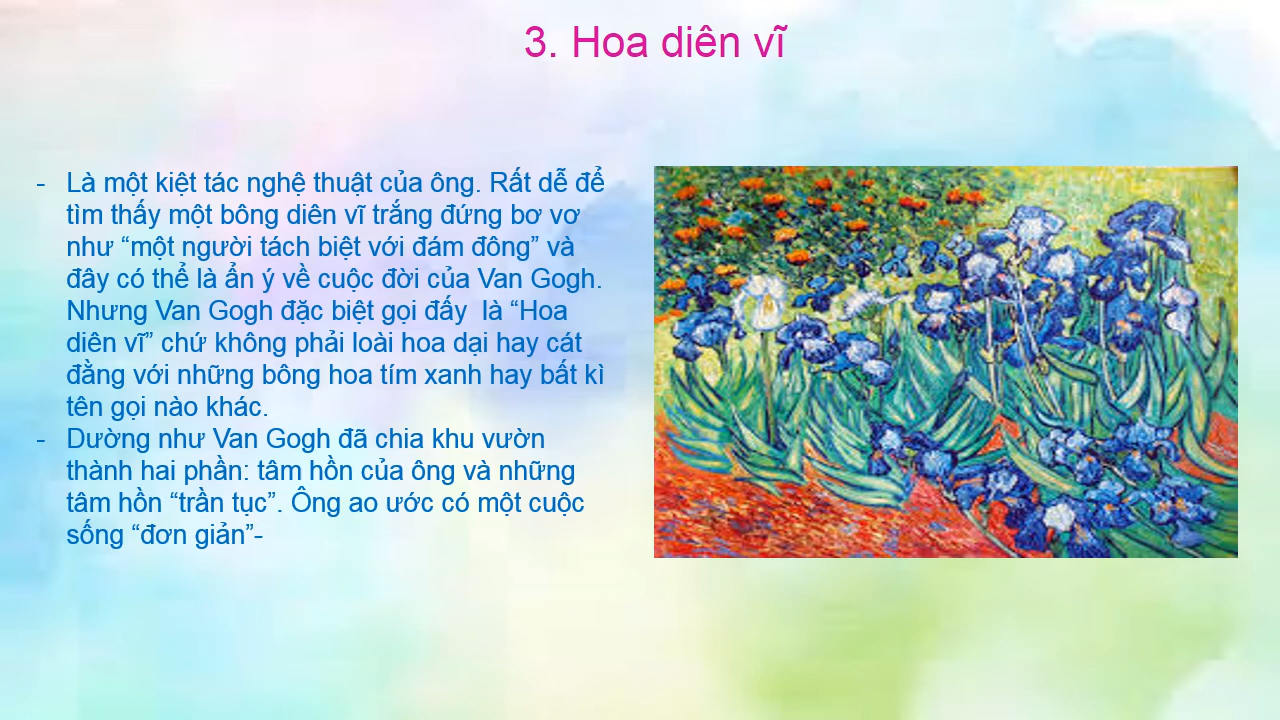 3. Hoa diên vĩ
- Là một kiệt tác nghệ thuật của ông. Rất dễ để
tìm thấy một bông diên vĩ trắng đứng bơ vơ
như “một người tách biệt với đám đông” và
đây có thể là ẩn ý về cuộc đời của Van Gogh.
Nhưng Van Gogh đặc biệt gọi đấy  là “Hoa
diên vĩ” chứ không phải loài hoa dại hay cát
đằng với những bông hoa tím xanh hay bất kì
tên gọi nào khác.
- Dường như Van Gogh đã chia khu vườn
thành hai phần: tâm hồn của ông và những
tâm hồn “trần tục”. Ông ao ước có một cuộc
sống “đơn giản”-